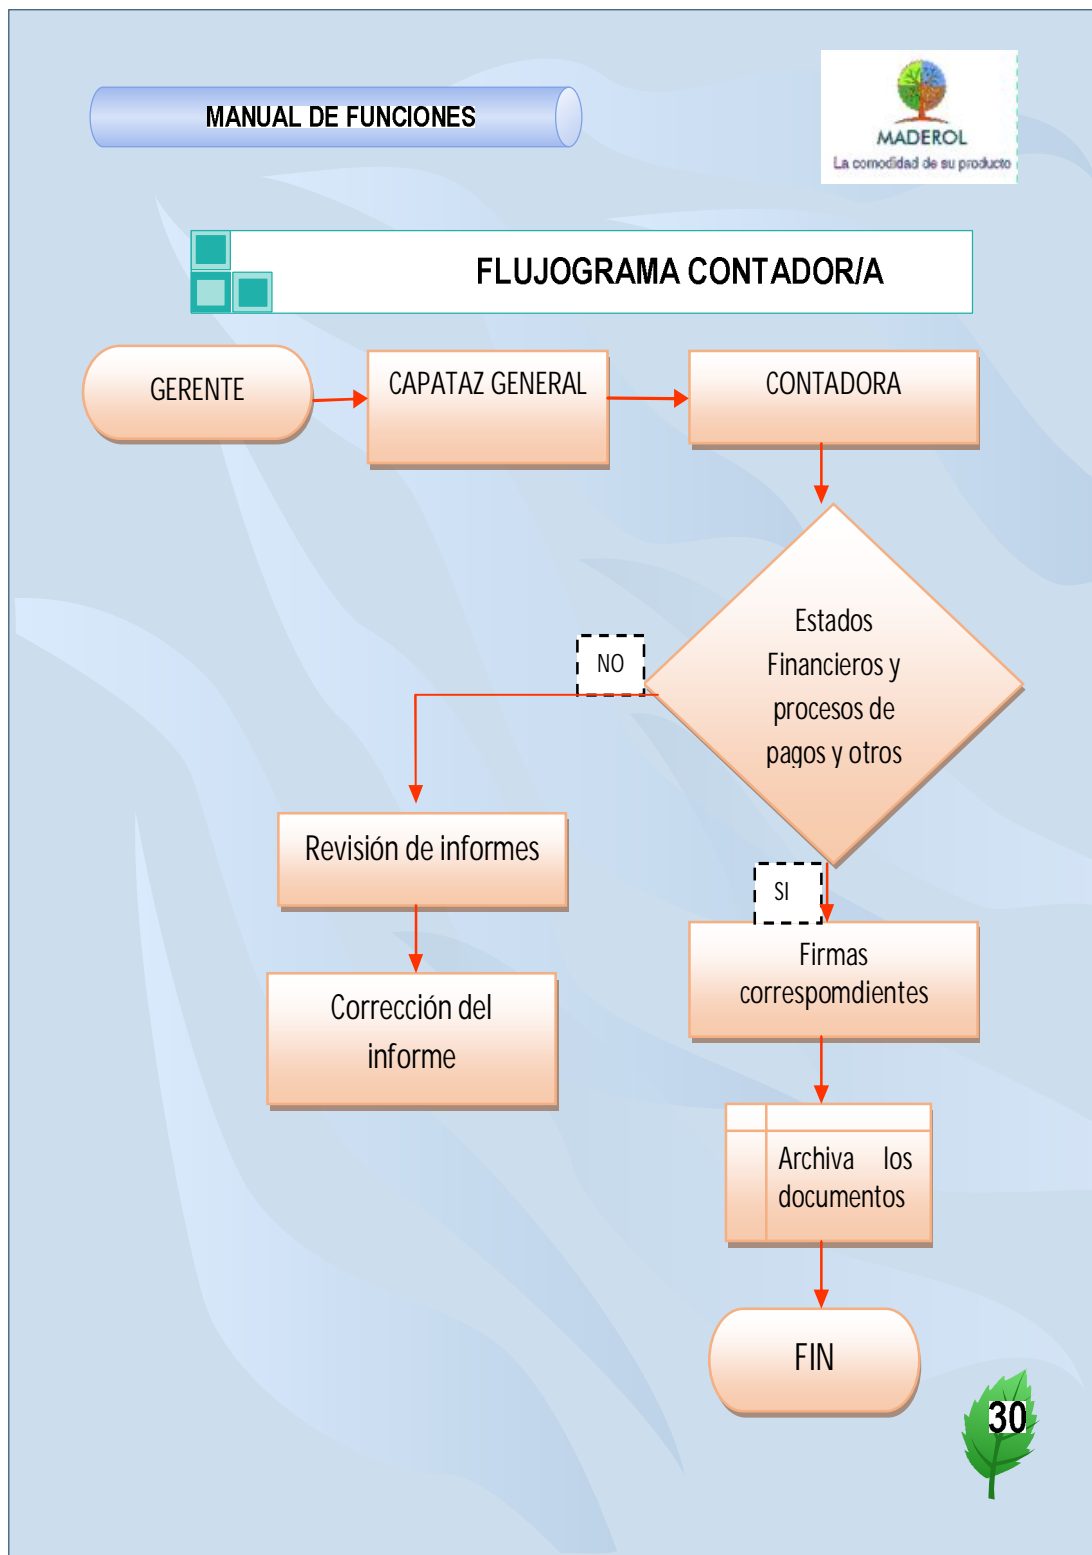 MANUAL DE FUNCIONES
MADEROL
La comodidad de su producto
FLUJOGRAMA CONTADOR/A
GERENTE
CAPATAZ GENERAL
CONTADORA
Estados
Financieros y
procesos de
pagos y otros
NO
Revisión de informes
SI
Firmas
correspomdientes
Corrección del
informe
Archiva los
documentos
FIN
30